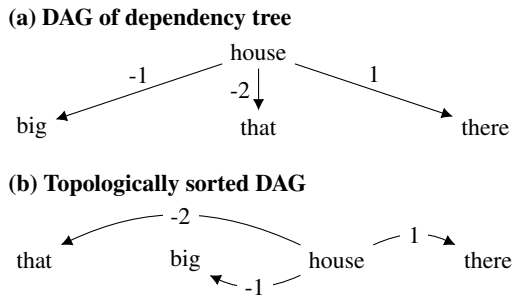 (a) DAG of dependency tree
house
-1 -2 1
big that there
(b) Topologically sorted DAG
-2
that big house 1 there
-1